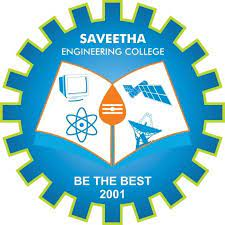 SAVEETHA
ENGINEERING COLLEGE
BE THE BEST
2001